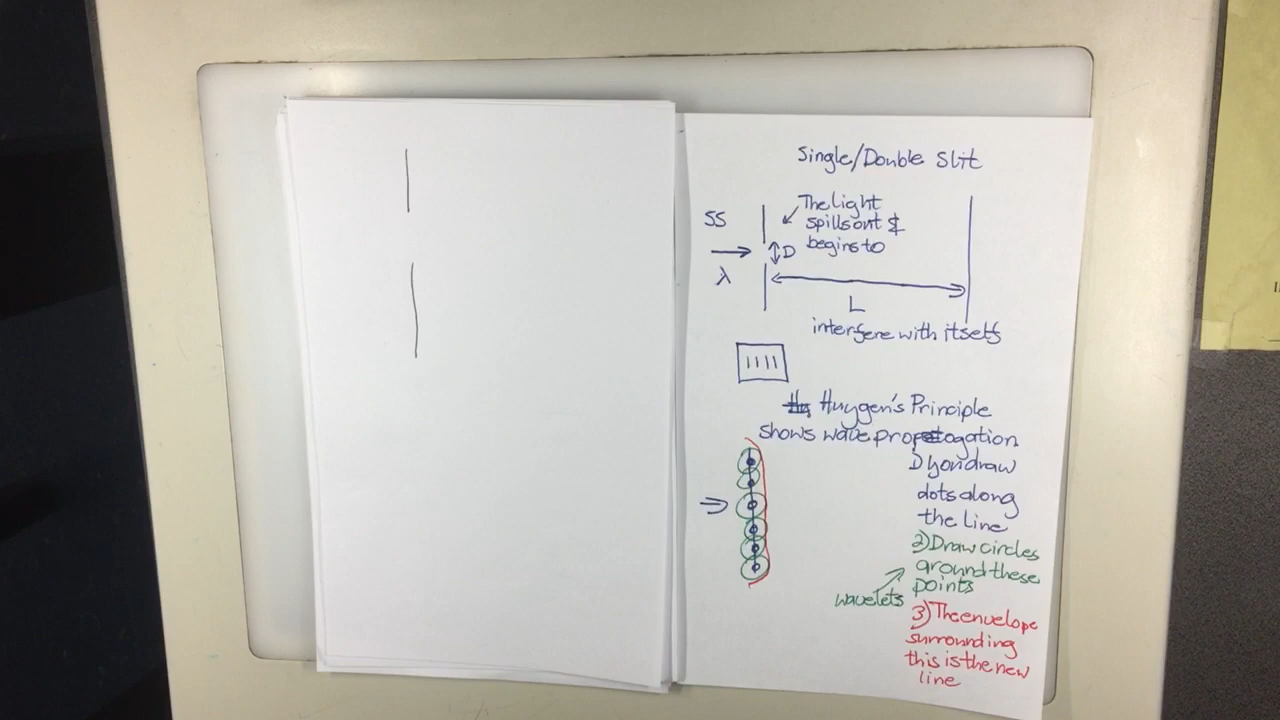 Single/Double Slit
The light
SS
spills out &
begins to
D
λ
L
interfere with itself
Huygen's Principle
shows wave propogation
1) you draw
dots along
the line
2) Draw circles
around these
points
wavelets
3) The envelope
surrounding
this is the new
line